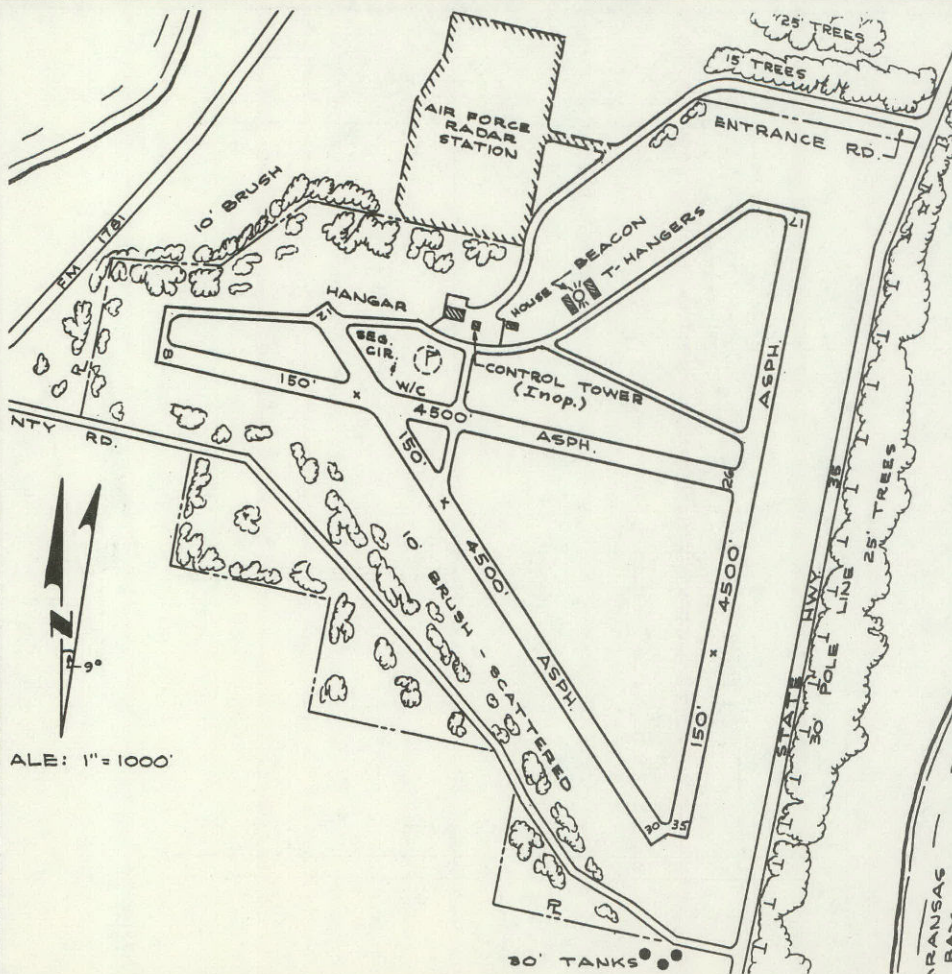 25' TREES
15' TREES
AIR FORCE
RADAR
STATION
ENTRANCE RD.
10' BRUSH
FM 1781
BEACON
HOUSE
T-HANGERS
17
HANGAR
12
SEG.
CIR.
P
W/C
8
150'
CONTROL TOWER
(Inop.)
ASPH.
4500'
ASPH.
26
150'
NTY RD.
P
L
10' BRUSH - SCATTERED
4500'
ASPH.
4500'
150'
STATE HWY. 35
30' POLE LINE
25' TREES
N
9°
ALE: 1" = 1000'
30
35
PL
30' TANKS
RANSAS